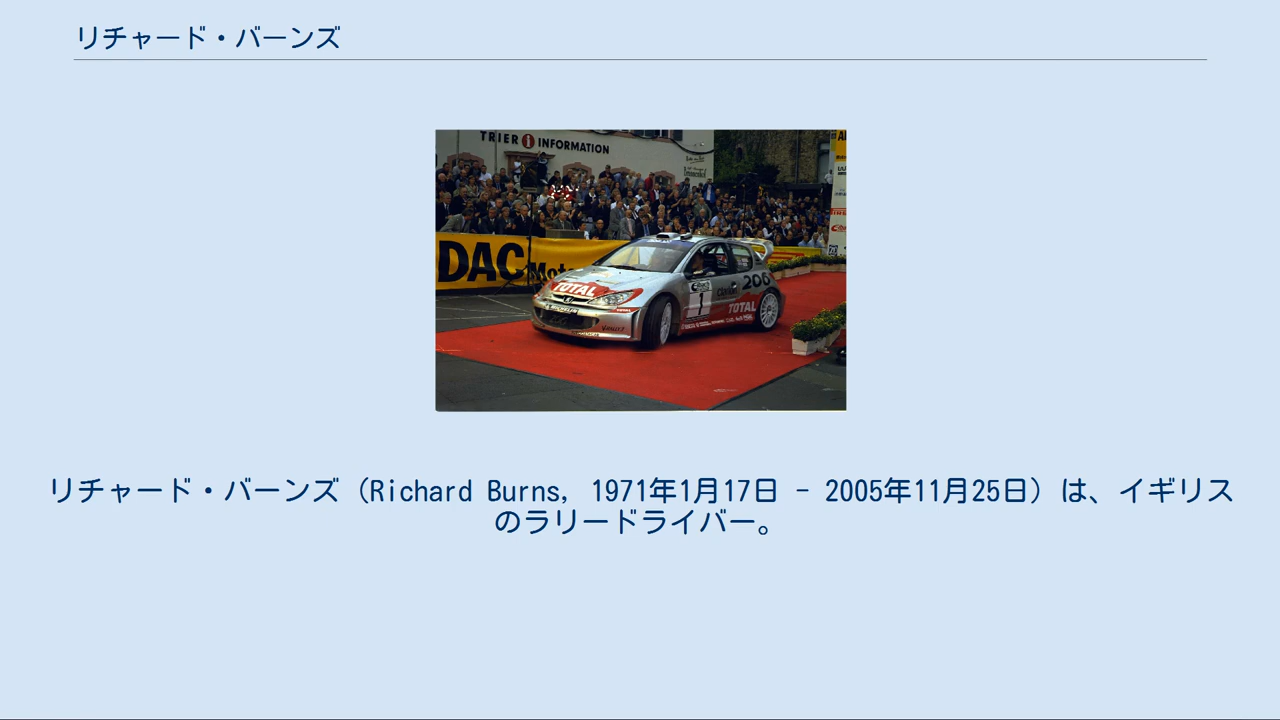 リチャード・バーンズ
TRIER i INFORMATION
DAC
Moto
TOTAL
1
206
TOTAL
リチャード・バーンズ（Richard Burns, 1971年1月17日 - 2005年11月25日）は、イギリス
のラリードライバー。